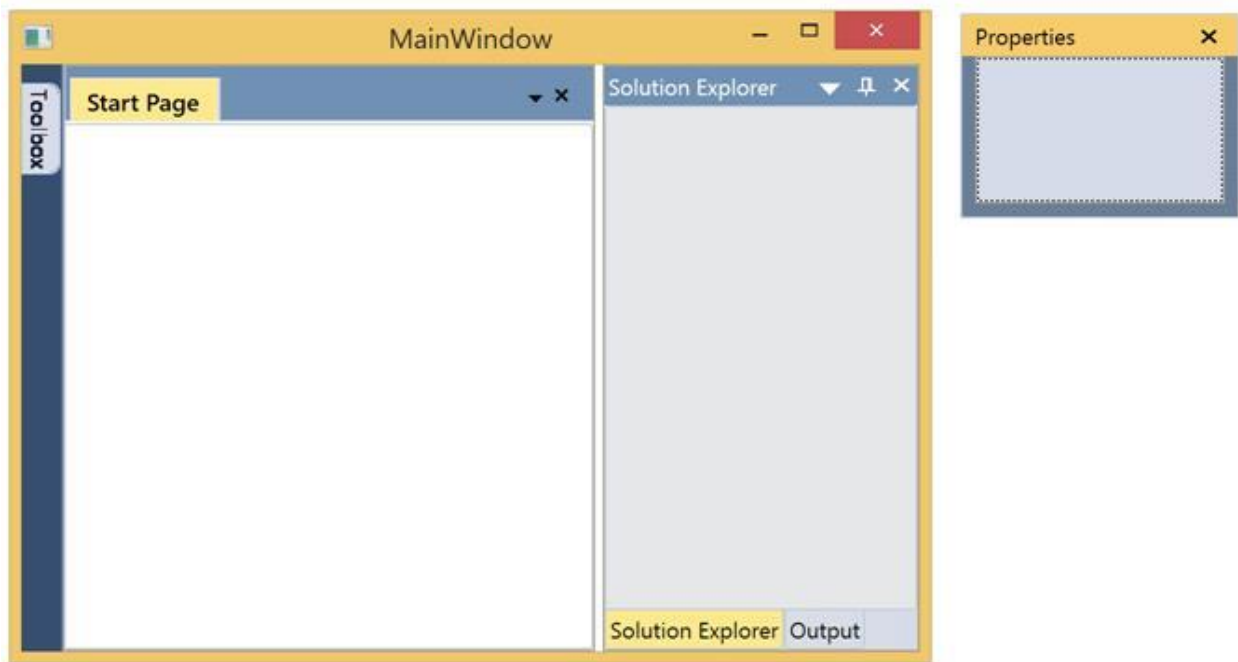 MainWindow
Toolbox
Start Page
Solution Explorer
Solution Explorer Output
Properties